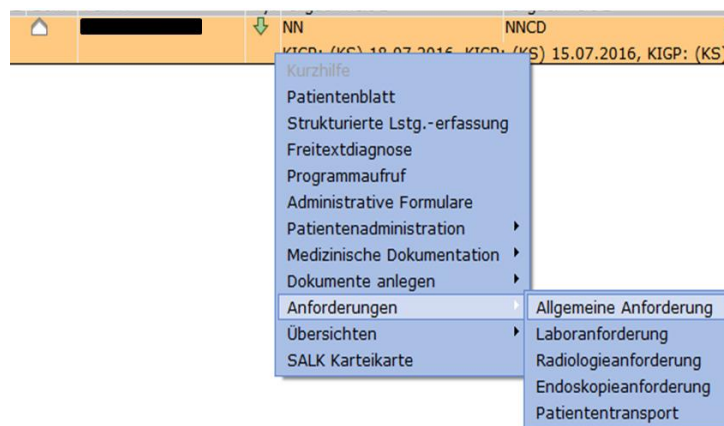 NN NNCD
KIGP: (KS) 18.07.2016, KIGP: (KS) 15.07.2016, KIGP: (KS)
Kurzhilfe
Patientenblatt
Strukturierte Lstg.-erfassung
Freitextdiagnose
Programmaufruf
Administrative Formulare
Patientenadministration
Medizinische Dokumentation
Dokumente anlegen
Anforderungen
Übersichten
SALK Karteikarte
Allgemeine Anforderung
Laboranforderung
Radiologieanforderung
Endoskopieanforderung
Patiententransport